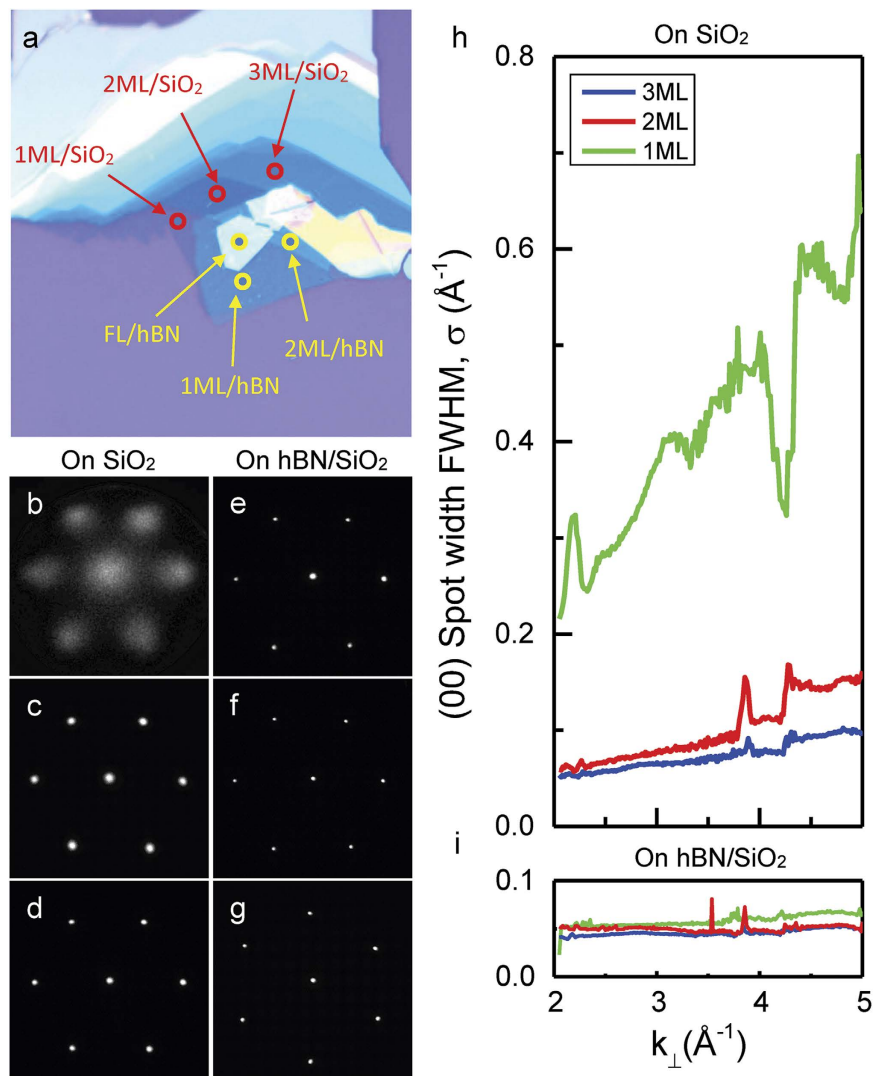 a
3ML/SiO₂
2ML/SiO₂
1ML/SiO₂
FL/hBN
2ML/hBN
1ML/hBN
On SiO₂
On hBN/SiO₂
b
e
c
f
d
g
h
On SiO₂
0.8
3ML
2ML
1ML
0.6
0.4
0.2
0.0
(00) Spot width FWHM, σ (Å⁻¹)
i
On hBN/SiO₂
0.1
0.0
2
3
4
5
k⊥(Å⁻¹)